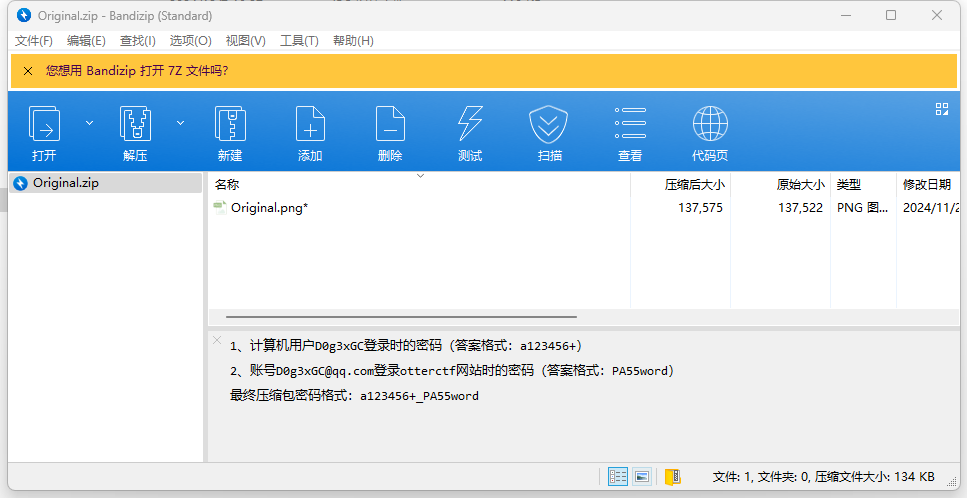 Original.zip - Bandizip (Standard)
文件(F) 编辑(E) 查找(I) 选项(O) 视图(V) 工具(T) 帮助(H)
您想用 Bandizip 打开 7Z 文件吗?
打开 解压 新建 添加 删除 测试 扫描 查看 代码页
Original.zip
名称 压缩后大小 原始大小 类型 修改日期
Original.png* 137,575 137,522 PNG 图... 2024/11/2
1、计算机用户D0g3xGC登录时的密码（答案格式：a123456+）
2、账号D0g3xGC@qq.com登录otterctf网站时的密码（答案格式：PA55word）
最终压缩包密码格式：a123456+_PA55word
文件: 1, 文件夹: 0, 压缩文件大小: 134 KB